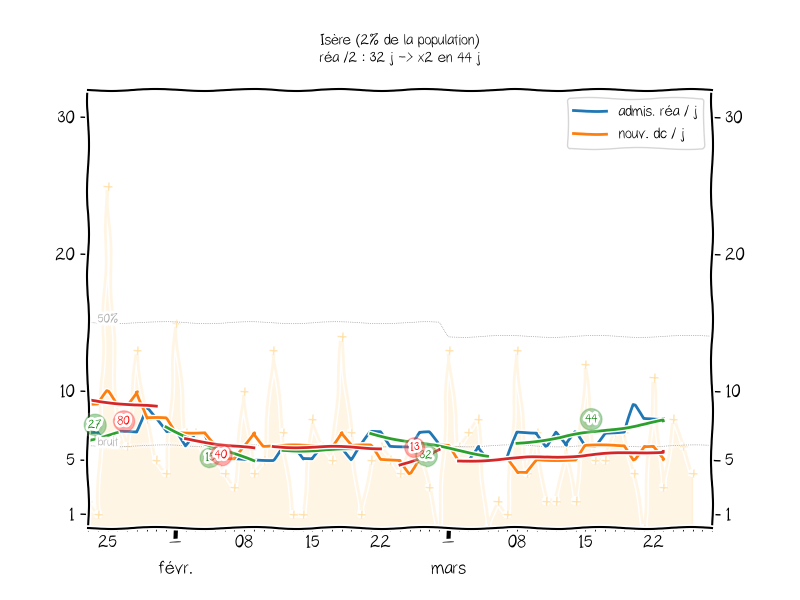 Isère (2% de la population)
réa /2 : 32 j -> x2 en 44 j
admis. réa / j
nouv. dc / j
30 30
20 20
50%
10 10
27 80 44
bruit
13
40 32
5 5
1 1
25 08 15 22 08 15 22
févr. mars